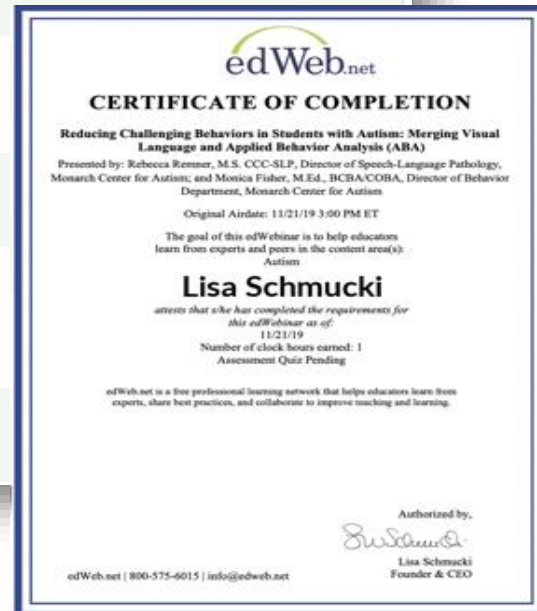 edWeb.net
CERTIFICATE OF COMPLETION
Reducing Challenging Behaviors in Students with Autism: Merging Visual
Language and Applied Behavior Analysis (ABA)
Presented by: Rebecca Remner, M.S. CCC-SLP, Director of Speech-Language Pathology,
Monarch Center for Autism; and Monica Fisher, M.Ed., BCBA/COBA, Director of Behavior
Department, Monarch Center for Autism
Original Airdate: 11/21/19 3:00 PM ET
The goal of this edWebinar is to help educators
learn from experts and peers in the content area(s):
Autism
Lisa Schmucki
attests that s/he has completed the requirements for
this edWebinar as of:
11/21/19
Number of clock hours earned: 1
Assessment Quiz Pending
edWeb.net is a free professional learning network that helps educators learn from
experts, share best practices, and collaborate to improve teaching and learning.
Authorized by,
Lisa Schmucki
Founder & CEO
edWeb.net | 800-575-6015 | info@edweb.net